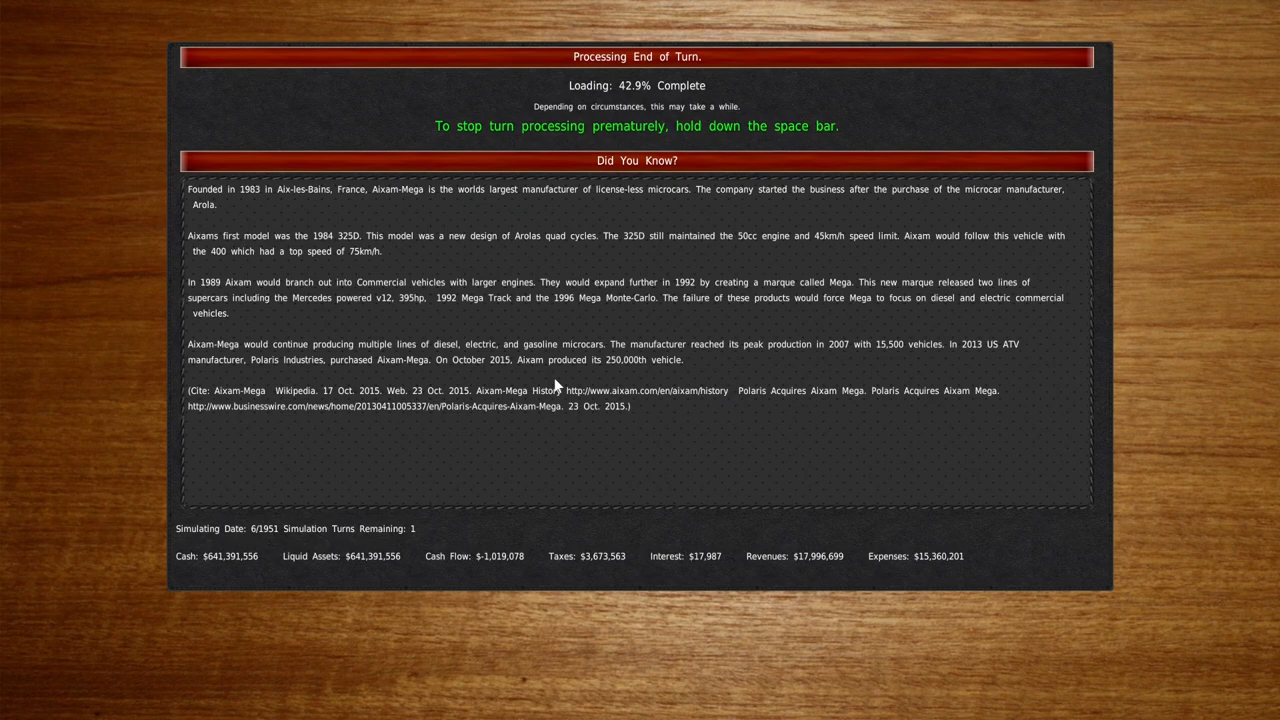 Processing End of Turn.
Loading: 42.9% Complete
Depending on circumstances, this may take a while.
To stop turn processing prematurely, hold down the space bar.
Did You Know?
Founded in 1983 in Aix-les-Bains, France, Aixam-Mega is the worlds largest manufacturer of license-less microcars. The company started the business after the purchase of the microcar manufacturer,
Arola.
Aixams first model was the 1984 325D. This model was a new design of Arolas quad cycles. The 325D still maintained the 50cc engine and 45km/h speed limit. Aixam would follow this vehicle with
the 400 which had a top speed of 75km/h.
In 1989 Aixam would branch out into Commercial vehicles with larger engines. They would expand further in 1992 by creating a marque called Mega. This new marque released two lines of
supercars including the Mercedes powered v12, 395hp, 1992 Mega Track and the 1996 Mega Monte-Carlo. The failure of these products would force Mega to focus on diesel and electric commercial
vehicles.
Aixam-Mega would continue producing multiple lines of diesel, electric, and gasoline microcars. The manufacturer reached its peak production in 2007 with 15,500 vehicles. In 2013 US ATV
manufacturer, Polaris Industries, purchased Aixam-Mega. On October 2015, Aixam produced its 250,000th vehicle.
(Cite: Aixam-Mega Wikipedia. 17 Oct. 2015. Web. 23 Oct. 2015. Aixam-Mega History http://www.aixam.com/en/aixam/history Polaris Acquires Aixam Mega. Polaris Acquires Aixam Mega.
http://www.businesswire.com/news/home/20130411005337/en/Polaris-Acquires-Aixam-Mega. 23 Oct. 2015.)
Simulating Date: 6/1951 Simulation Turns Remaining: 1
Cash: $641,391,556 Liquid Assets: $641,391,556 Cash Flow: $-1,019,078 Taxes: $3,673,563 Interest: $17,987 Revenues: $17,996,699 Expenses: $15,360,201